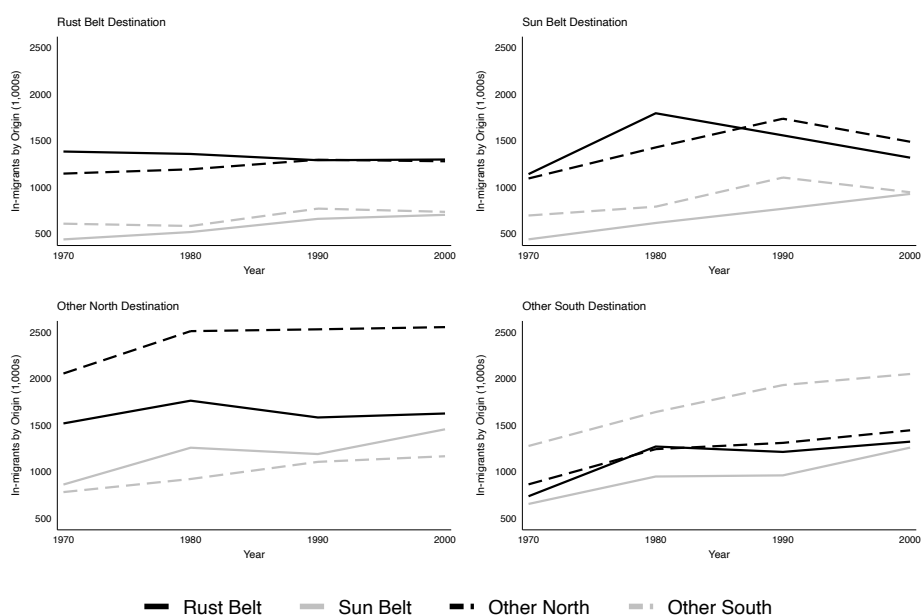 Rust Belt Destination
In-migrants by Origin (1,000s)
2500
2000
1500
1000
500
1970 1980 1990 2000
Year
Sun Belt Destination
In-migrants by Origin (1,000s)
2500
2000
1500
1000
500
1970 1980 1990 2000
Year
Other North Destination
In-migrants by Origin (1,000s)
2500
2000
1500
1000
500
1970 1980 1990 2000
Year
Other South Destination
In-migrants by Origin (1,000s)
2500
2000
1500
1000
500
1970 1980 1990 2000
Year
Rust Belt Sun Belt Other North Other South